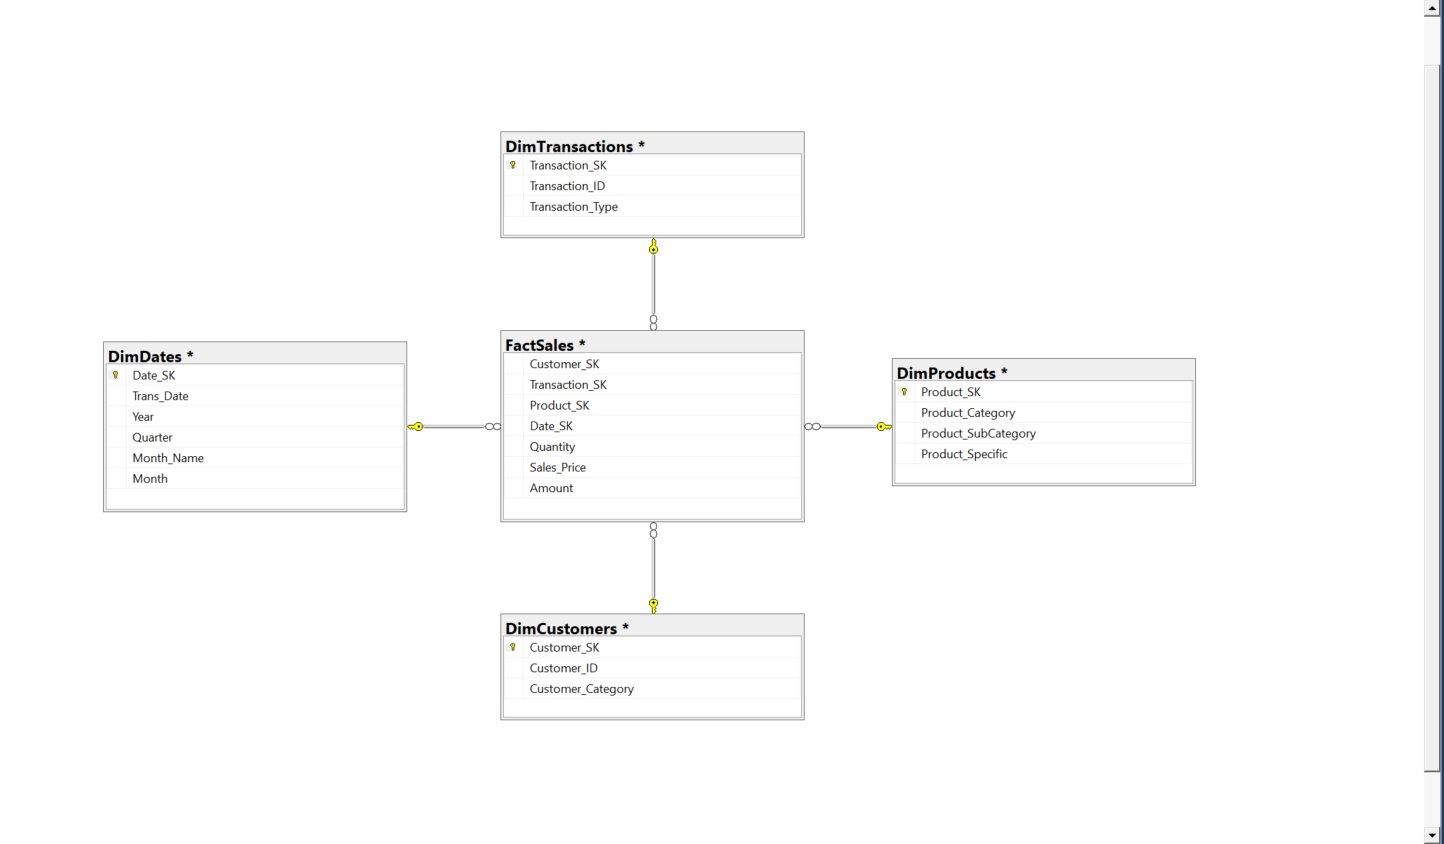 DimTransactions *
Transaction_SK
Transaction_ID
Transaction_Type
DimDates *
Date_SK
Trans_Date
Year
Quarter
Month_Name
Month
FactSales *
Customer_SK
Transaction_SK
Product_SK
Date_SK
Quantity
Sales_Price
Amount
DimProducts *
Product_SK
Product_Category
Product_SubCategory
Product_Specific
DimCustomers *
Customer_SK
Customer_ID
Customer_Category